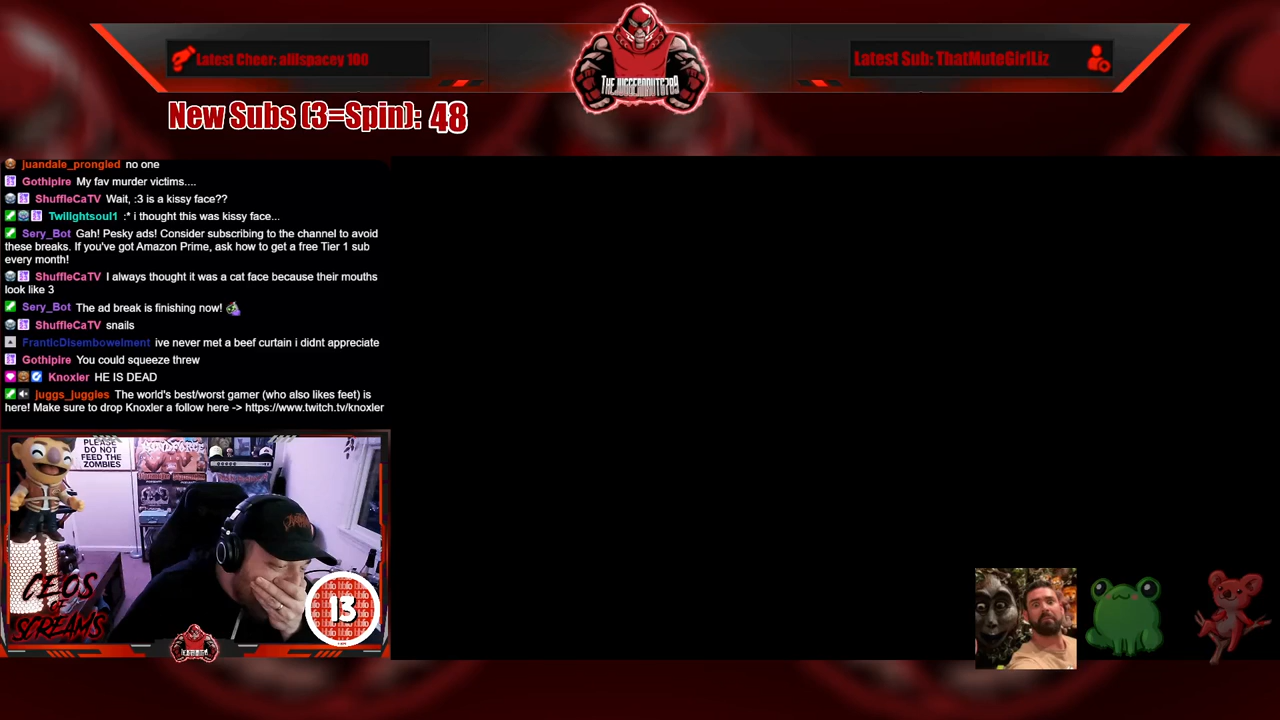 Latest Cheer: allispacey 100
THEJUGGERNAUT6789
Latest Sub: ThatMuteGirlLiz
New Subs (3=Spin): 48
juandale_prongled no one
Gothipire My fav murder victims....
ShuffleCaTV Wait, :3 is a kissy face??
Twilightsoul1 :* i thought this was kissy face...
Sery_Bot Gah! Pesky ads! Consider subscribing to the channel to avoid
these breaks. If you've got Amazon Prime, ask how to get a free Tier 1 sub
every month!
ShuffleCaTV I always thought it was a cat face because their mouths
look like 3
Sery_Bot The ad break is finishing now!
ShuffleCaTV snails
FranticDisembowelment ive never met a beef curtain i didnt appreciate
Gothipire You could squeeze threw
Knoxler HE IS DEAD
juggs_juggies The world's best/worst gamer (who also likes feet) is
here! Make sure to drop Knoxler a follow here -> https://www.twitch.tv/knoxler
PLEASE
DO NOT
FEED THE
ZOMBIES
CEOS
OF
SCREAMS
13